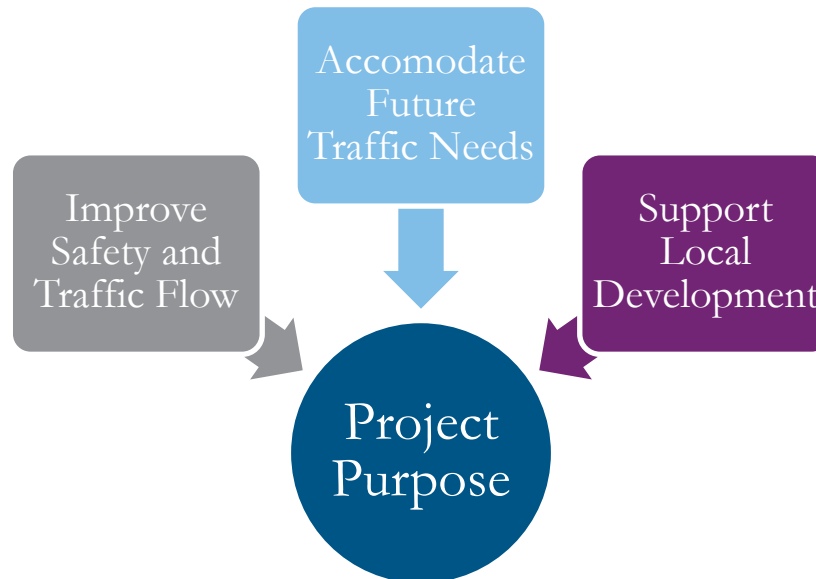 Accomodate
Future
Traffic Needs
Improve
Safety and
Traffic Flow
Support
Local
Development
Project
Purpose